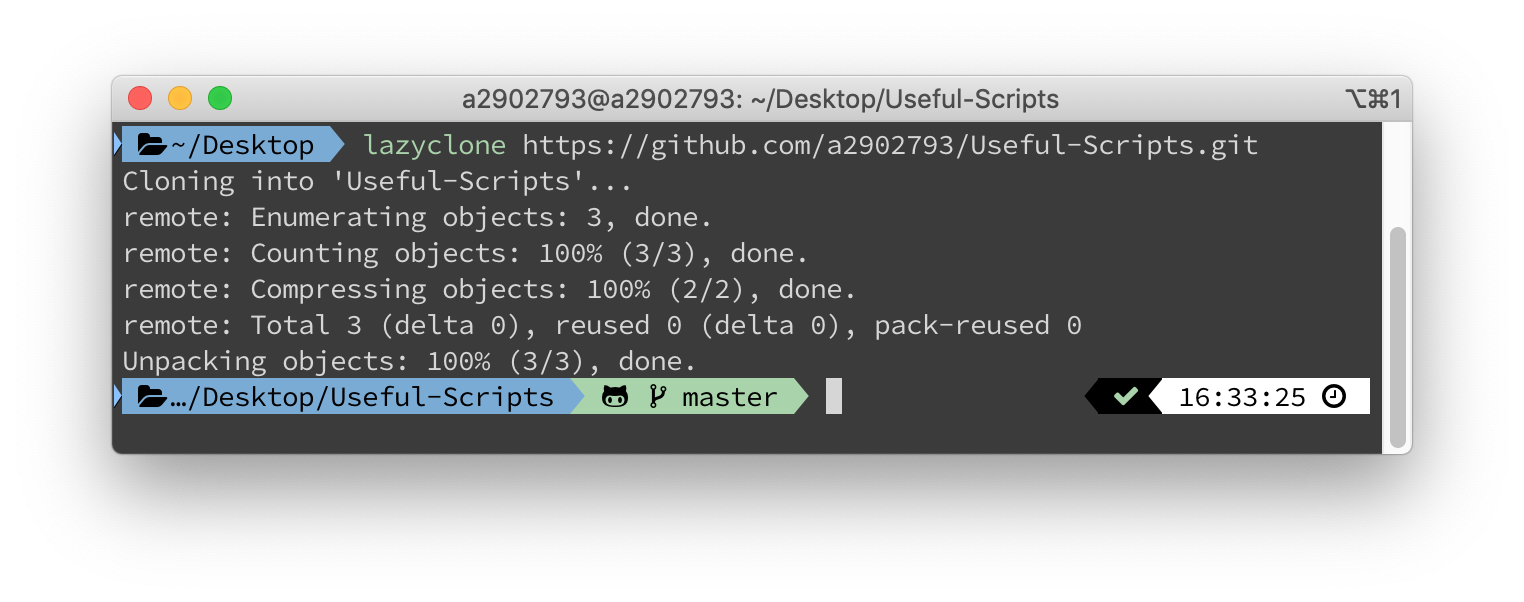 a2902793@a2902793: ~/Desktop/Useful-Scripts ⌥⌘1
~/Desktop lazyclone https://github.com/a2902793/Useful-Scripts.git
Cloning into 'Useful-Scripts'...
remote: Enumerating objects: 3, done.
remote: Counting objects: 100% (3/3), done.
remote: Compressing objects: 100% (2/2), done.
remote: Total 3 (delta 0), reused 0 (delta 0), pack-reused 0
Unpacking objects: 100% (3/3), done.
…/Desktop/Useful-Scripts master ✔ 16:33:25